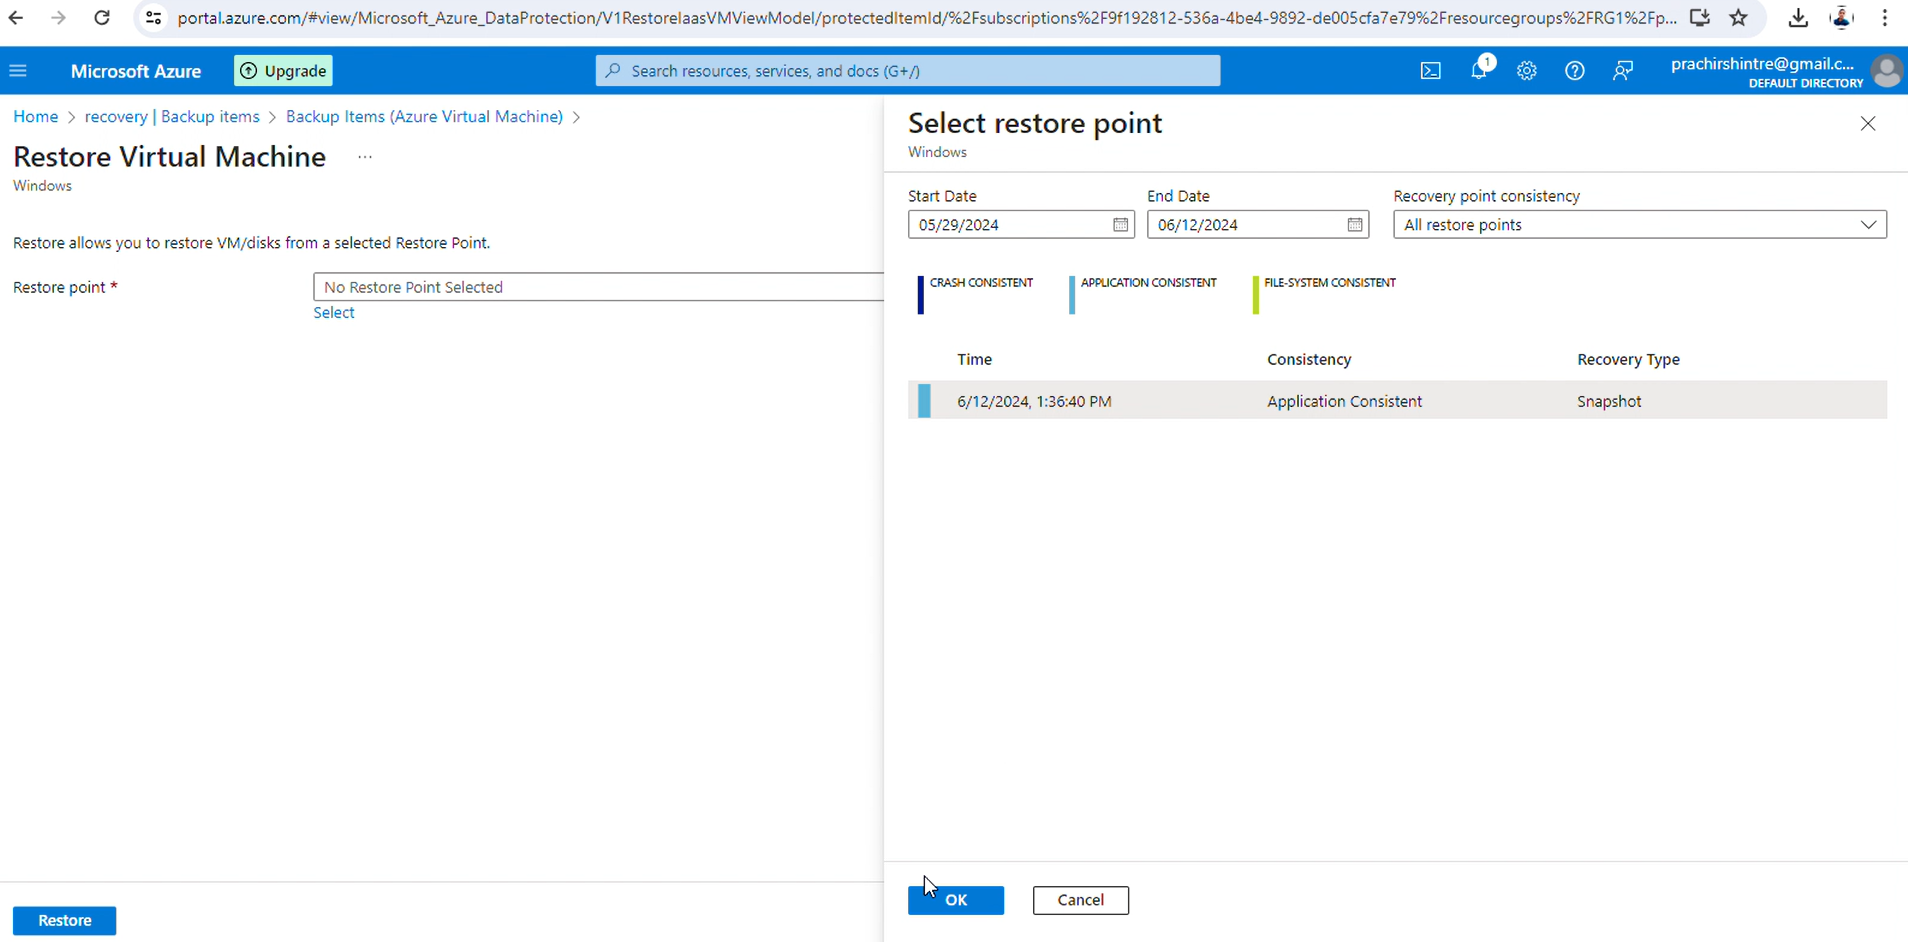 portal.azure.com/#view/Microsoft_Azure_DataProtection/V1RestoreIaasVMViewModel/protectedItemId/%2Fsubscriptions%2F9f192812-536a-4be4-9892-de005cfa7e79%2Fresourcegroups%2FRG1%2Fp...
Microsoft Azure
Upgrade
Search resources, services, and docs (G+/)
1
prachirshintre@gmail.c...
DEFAULT DIRECTORY
Home > recovery | Backup items > Backup Items (Azure Virtual Machine) >
Restore Virtual Machine ...
Windows
Restore allows you to restore VM/disks from a selected Restore Point.
Restore point *
No Restore Point Selected
Select
Restore
Select restore point
Windows
Start Date
05/29/2024
End Date
06/12/2024
Recovery point consistency
All restore points
CRASH CONSISTENT
APPLICATION CONSISTENT
FILE-SYSTEM CONSISTENT
Time Consistency Recovery Type
6/12/2024, 1:36:40 PM Application Consistent Snapshot
OK
Cancel